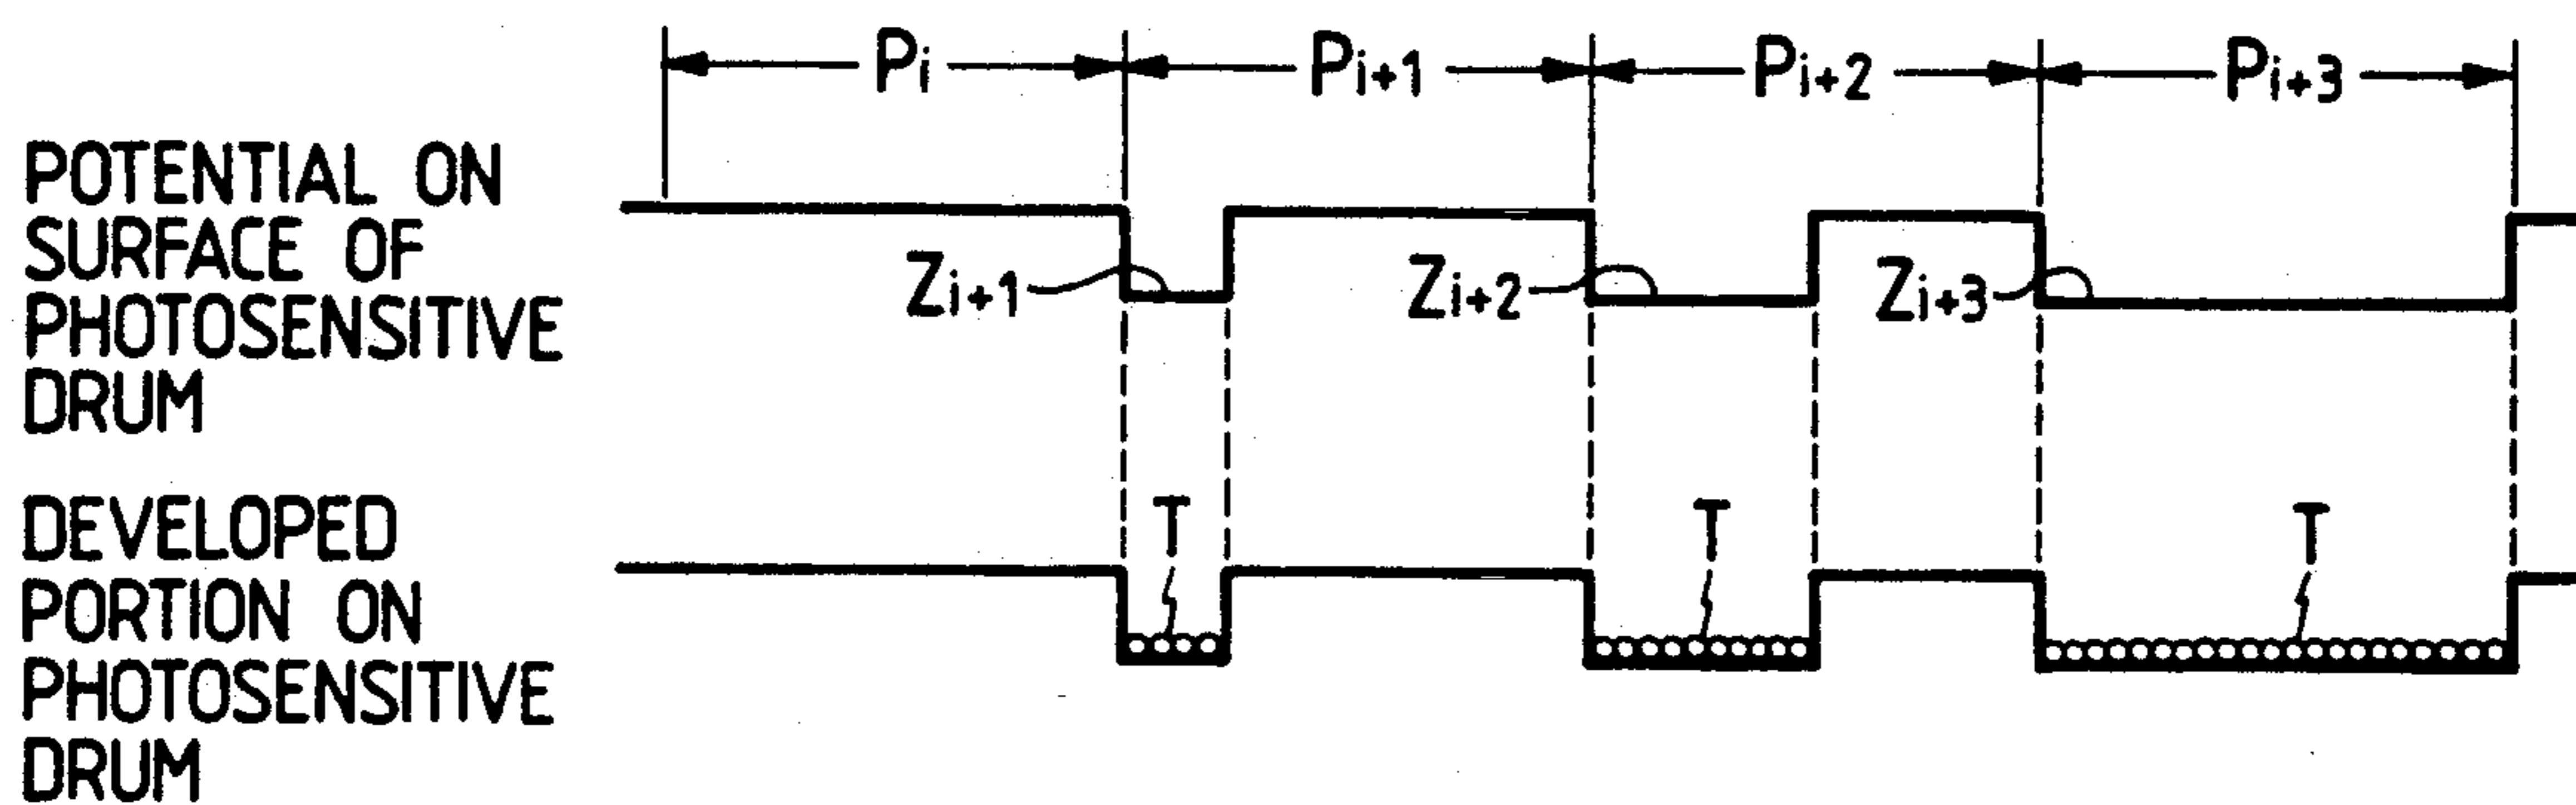 Pi Pi+1 Pi+2 Pi+3
POTENTIAL ON
SURFACE OF
PHOTOSENSITIVE
DRUM
Zi+1 Zi+2 Zi+3
DEVELOPED
PORTION ON
PHOTOSENSITIVE
DRUM
T T T